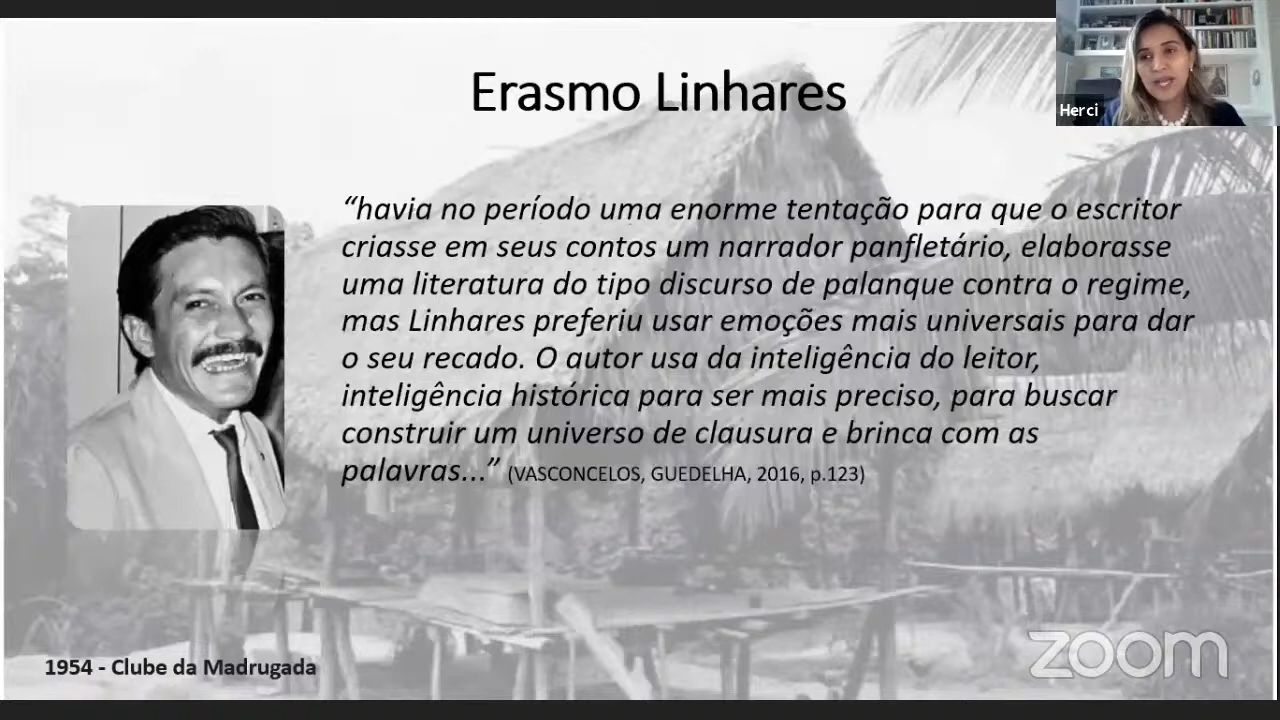 Erasmo Linhares
Herci
“havia no período uma enorme tentação para que o escritor
criasse em seus contos um narrador panfletário, elaborasse
uma literatura do tipo discurso de palanque contra o regime,
mas Linhares preferiu usar emoções mais universais para dar
o seu recado. O autor usa da inteligência do leitor,
inteligência histórica para ser mais preciso, para buscar
construir um universo de clausura e brinca com as
palavras...” (VASCONCELOS, GUEDELHA, 2016, p.123)
1954 - Clube da Madrugada
zoom